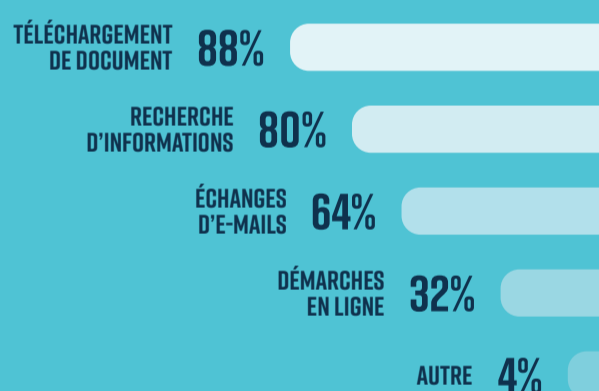 TÉLÉCHARGEMENT
DE DOCUMENT
88%
RECHERCHE
D'INFORMATIONS
80%
ÉCHANGES
D'E-MAILS
64%
DÉMARCHES
EN LIGNE
32%
AUTRE
4%